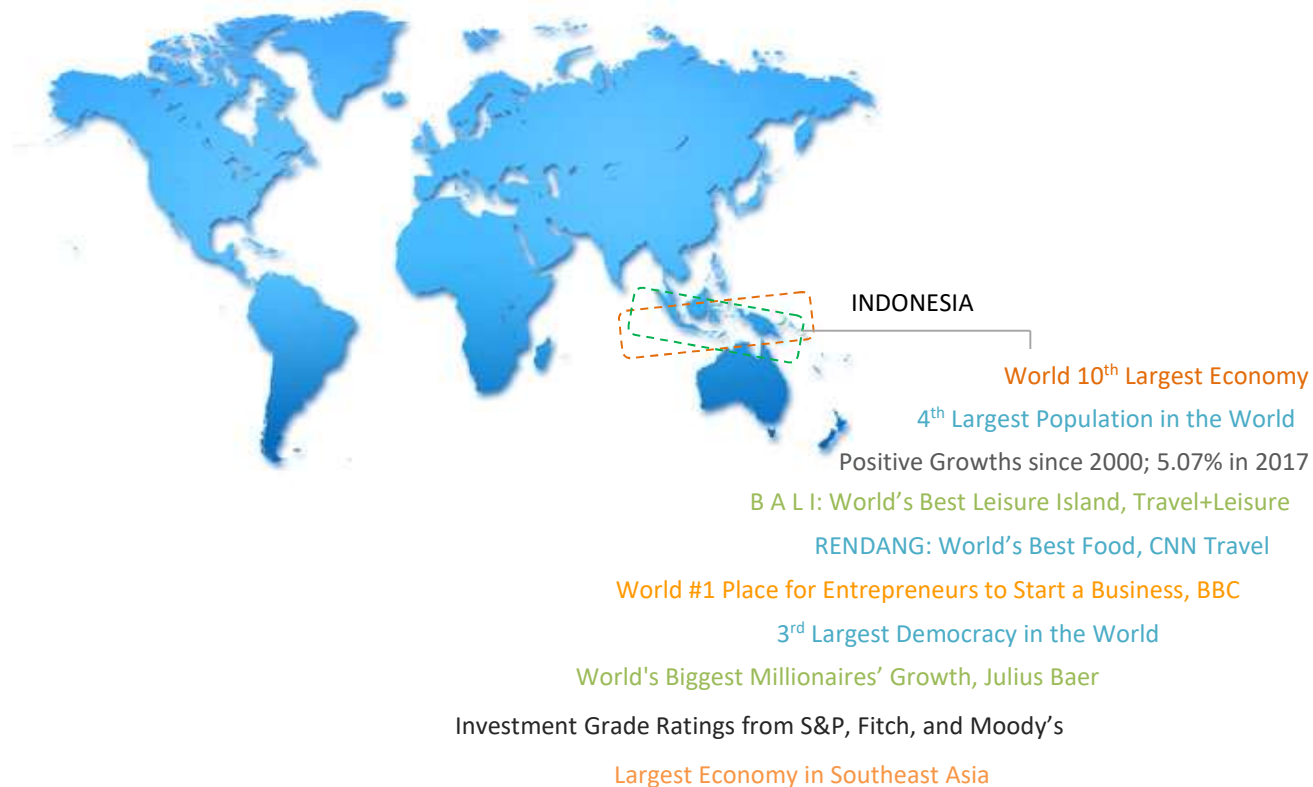 INDONESIA
World 10th Largest Economy
4th Largest Population in the World
Positive Growths since 2000; 5.07% in 2017
B A L I: World’s Best Leisure Island, Travel+Leisure
RENDANG: World’s Best Food, CNN Travel
World #1 Place for Entrepreneurs to Start a Business, BBC
3rd Largest Democracy in the World
World's Biggest Millionaires’ Growth, Julius Baer
Investment Grade Ratings from S&P, Fitch, and Moody’s
Largest Economy in Southeast Asia